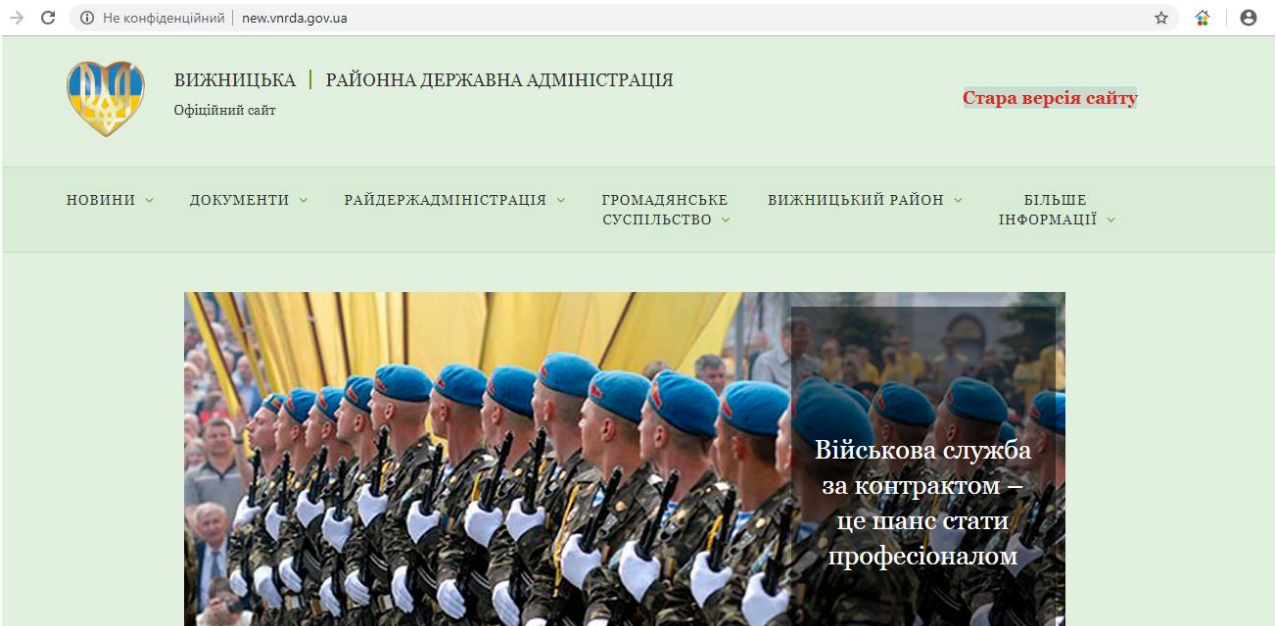 Не конфіденційний | new.vnrda.gov.ua
ВИЖНИЦЬКА | РАЙОННА ДЕРЖАВНА АДМІНІСТРАЦІЯ
Офіційний сайт
Стара версія сайту
НОВИНИ
ДОКУМЕНТИ
РАЙДЕРЖАДМІНІСТРАЦІЯ
ГРОМАДЯНСЬКЕ
СУСПІЛЬСТВО
ВИЖНИЦЬКИЙ РАЙОН
БІЛЬШЕ
ІНФОРМАЦІЇ
Військова служба
за контрактом –
це шанс стати
професіоналом